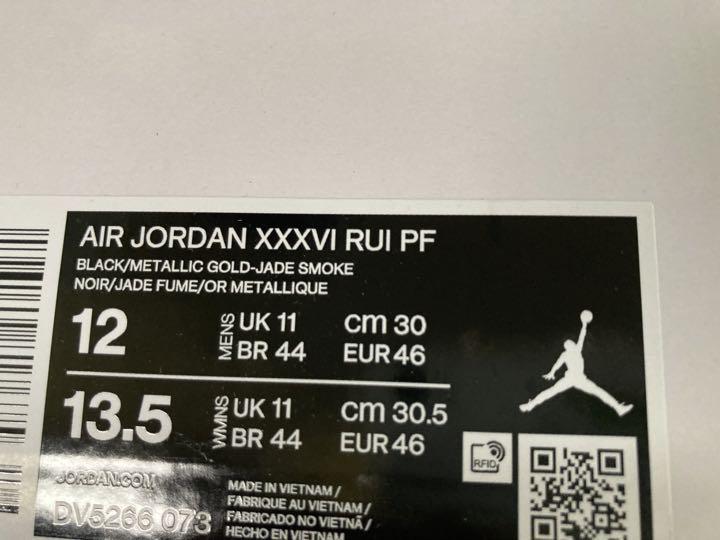 AIR JORDAN XXXVI RUI PF
BLACK/METALLIC GOLD-JADE SMOKE
NOIR/JADE FUME/OR METALLIQUE
12 MENS UK 11 cm 30
BR 44 EUR 46
13.5 WMNS UK 11 cm 30.5
BR 44 EUR 46
RFID
JORDAN.COM
DV5266 073
MADE IN VIETNAM /
FABRIQUE AU VIETNAM /
FABRICADO NO VIETNÃ /
HECHO EN VIETNAM